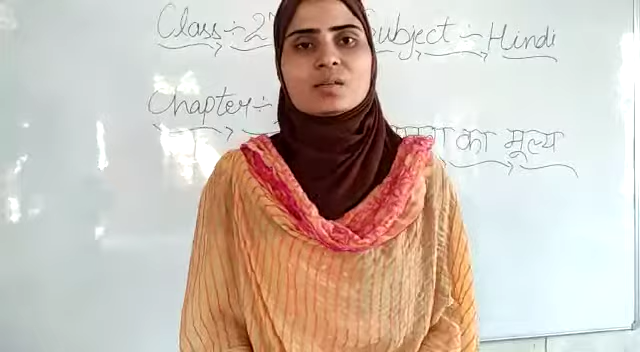 Class :- 2 Subject :- Hindi
Chapter :- का मूल्य